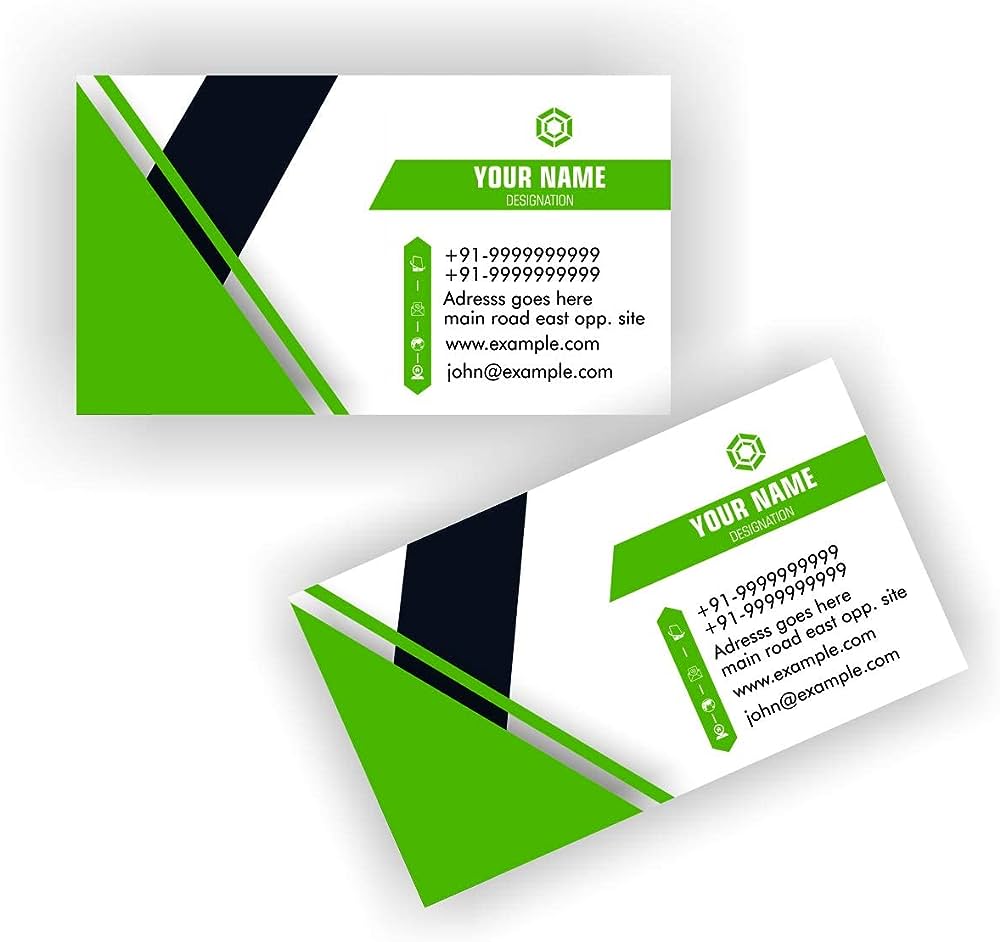 YOUR NAME
DESIGNATION
+91-9999999999
+91-9999999999
Adresss goes here
main road east opp. site
www.example.com
john@example.com
YOUR NAME
DESIGNATION
+91-9999999999
+91-9999999999
Adresss goes here
main road east opp. site
www.example.com
john@example.com